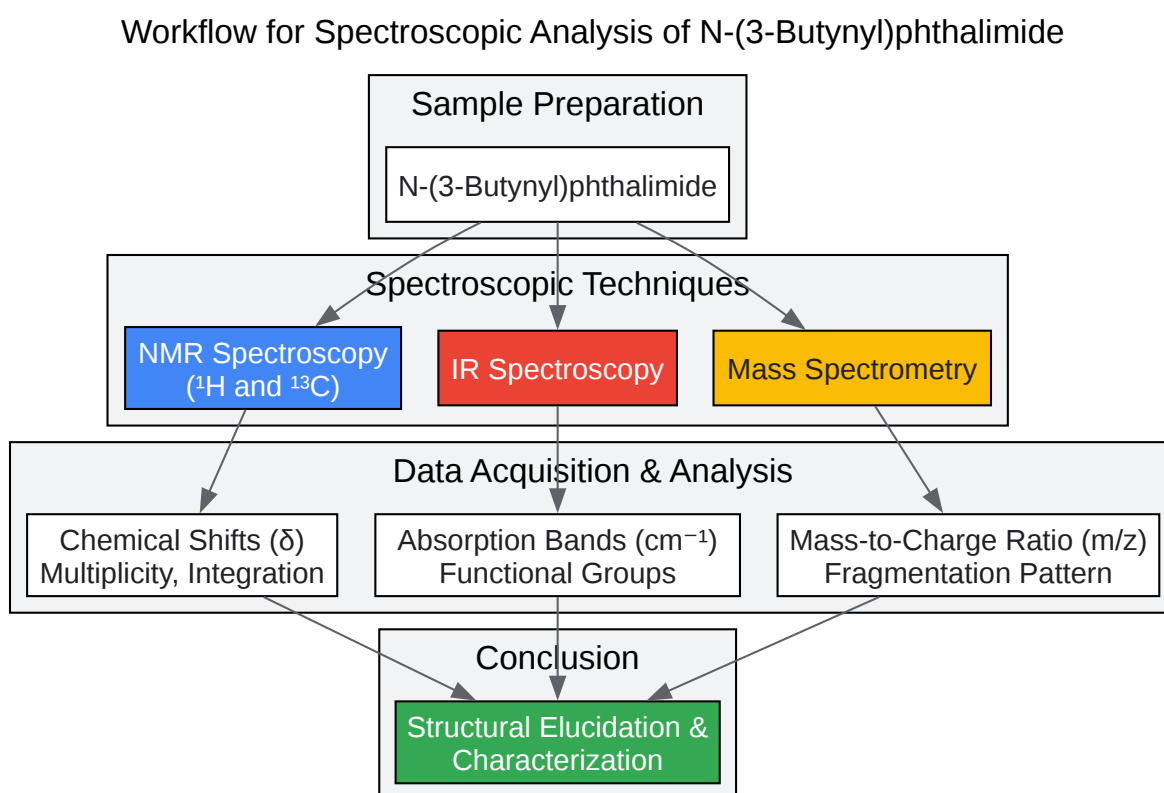 Workflow for Spectroscopic Analysis of N-(3-Butynyl)phthalimide
Sample Preparation
N-(3-Butynyl)phthalimide
Spectroscopic Techniques
NMR Spectroscopy
(¹H and ¹³C)
IR Spectroscopy
Mass Spectrometry
Data Acquisition & Analysis
Chemical Shifts (δ)
Multiplicity, Integration
Absorption Bands (cm⁻¹)
Functional Groups
Mass-to-Charge Ratio (m/z)
Fragmentation Pattern
Conclusion
Structural Elucidation &
Characterization